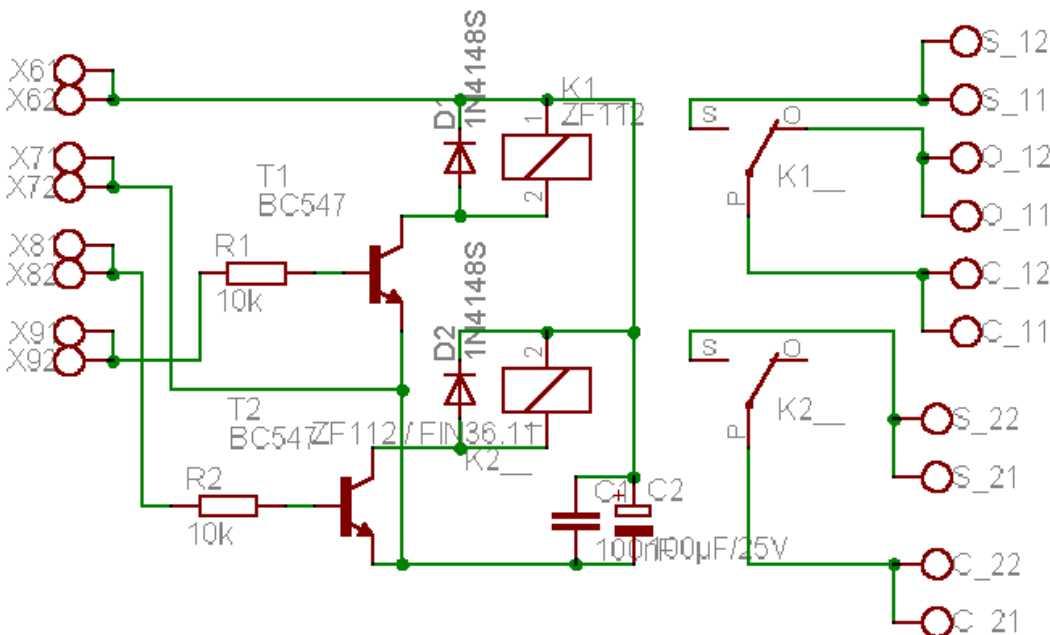 X61
X62
X71
X72
X81
X82
X91
X92
R1
10k
T1
BC547
D1
1N4148S
K1
ZF112
1
2
T2
BC547
R2
10k
D2
1N4148S
2
1
ZF112 / FIN36.11
K2__
C1
100nF
+
C2
100µF/25V
S
O
P
K1__
S
O
P
K2__
S_12
S_11
O_12
O_11
C_12
C_11
S_22
S_21
C_22
C_21